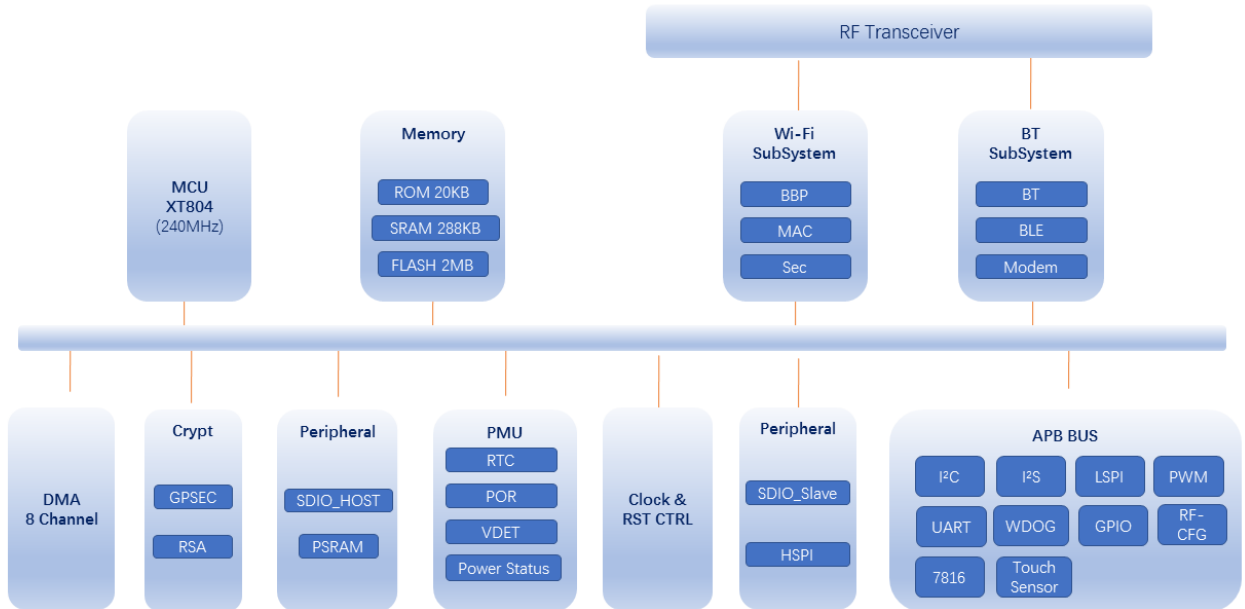 RF Transceiver
MCU
XT804
(240MHz)
Memory
ROM 20KB
SRAM 288KB
FLASH 2MB
Wi-Fi
SubSystem
BBP
MAC
Sec
BT
SubSystem
BT
BLE
Modem
DMA
8 Channel
Crypt
GPSEC
RSA
Peripheral
SDIO_HOST
PSRAM
PMU
RTC
POR
VDET
Power Status
Clock &
RST CTRL
Peripheral
SDIO_Slave
HSPI
APB BUS
I²C
I²S
LSPI
PWM
UART
WDOG
GPIO
RF-
CFG
7816
Touch
Sensor